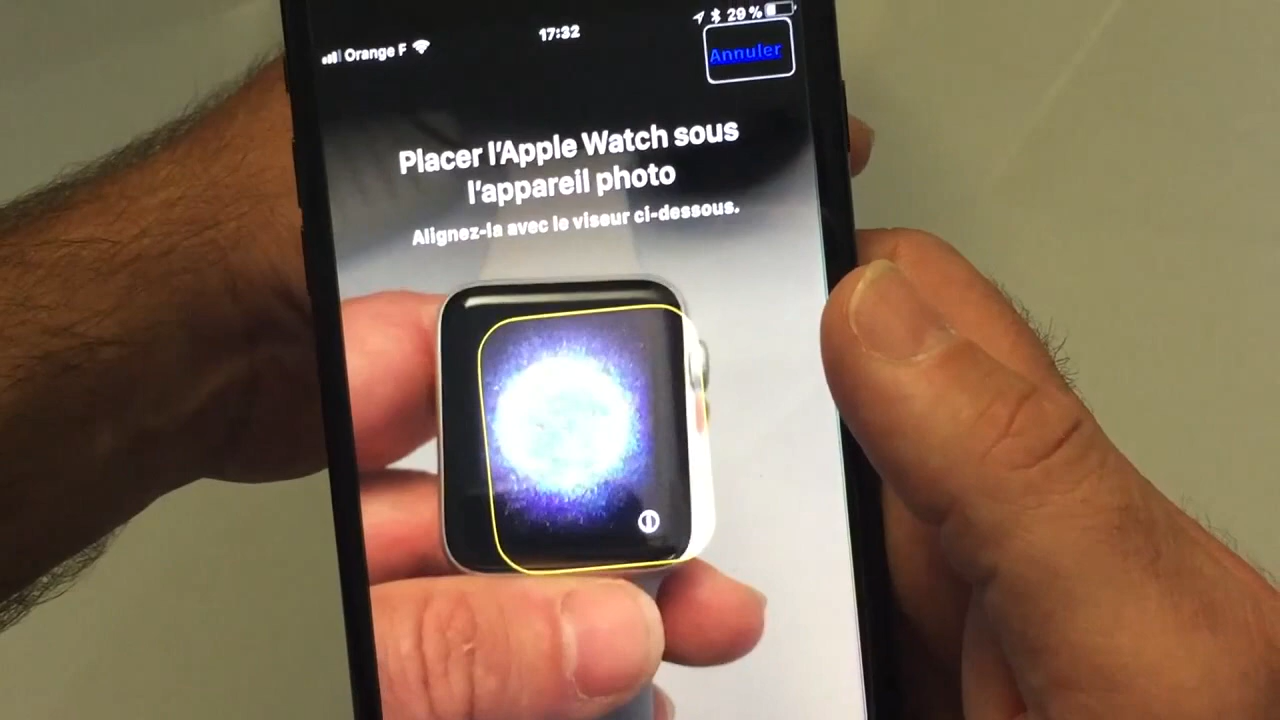 Orange F 17:32 29 %
Annuler
Placer l'Apple Watch sous
l'appareil photo
Alignez-la avec le viseur ci-dessous.